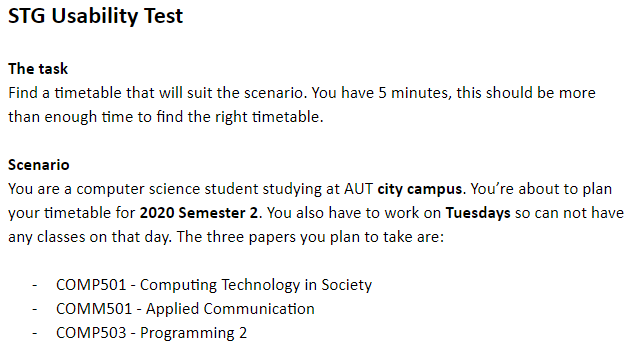 STG Usability Test
The task
Find a timetable that will suit the scenario. You have 5 minutes, this should be more
than enough time to find the right timetable.
Scenario
You are a computer science student studying at AUT city campus. You’re about to plan
your timetable for 2020 Semester 2. You also have to work on Tuesdays so can not have
any classes on that day. The three papers you plan to take are:
- COMP501 - Computing Technology in Society
- COMM501 - Applied Communication
- COMP503 - Programming 2